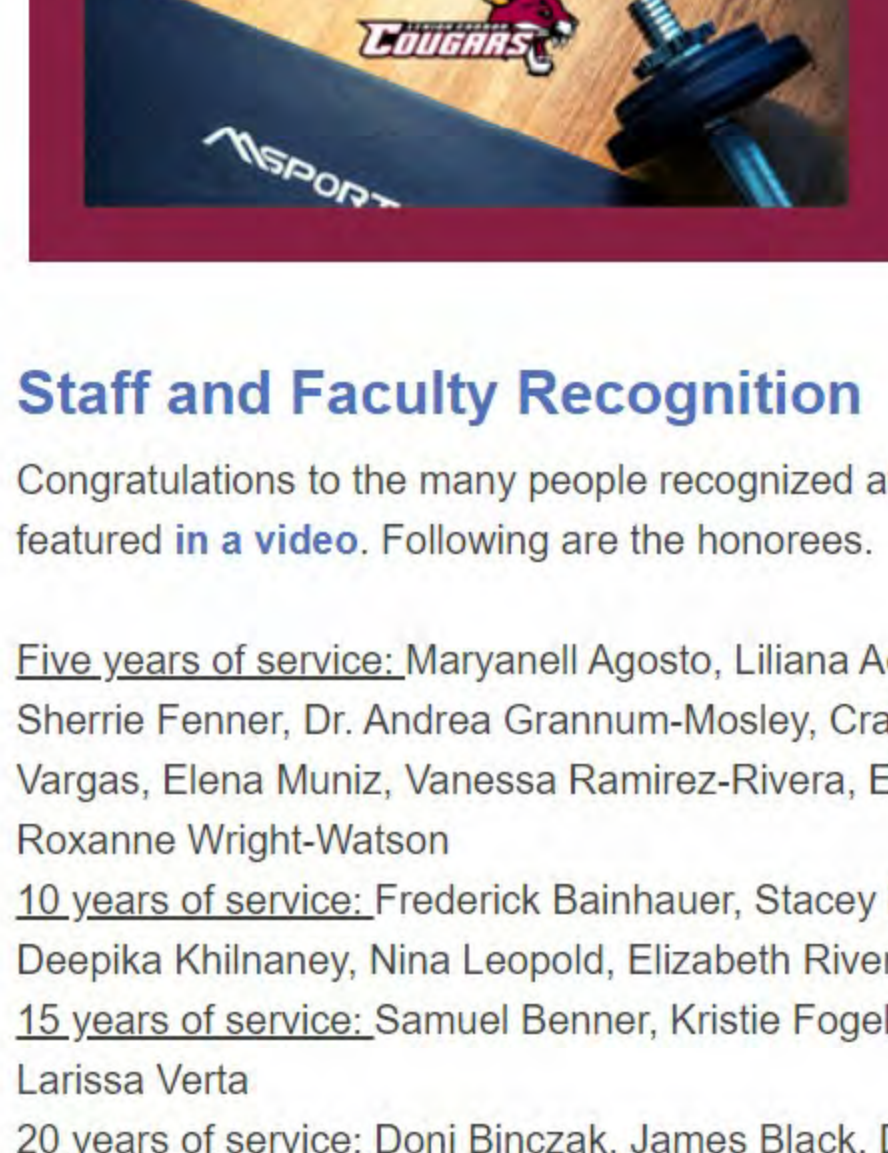 COUGARS
MSPORT
Staff and Faculty Recognition
Congratulations to the many people recognized
featured in a video. Following are the honorees.
Five years of service: Maryanell Agosto, Liliana
Sherrie Fenner, Dr. Andrea Grannum-Mosley,
Vargas, Elena Muniz, Vanessa Ramirez-Rivera,
Roxanne Wright-Watson
10 years of service: Frederick Bainhauer, Stacey
Deepika Khilnaney, Nina Leopold, Elizabeth
15 years of service: Samuel Benner, Kristie
Larissa Verta
20 years of service: Doni Binczak, James Black,